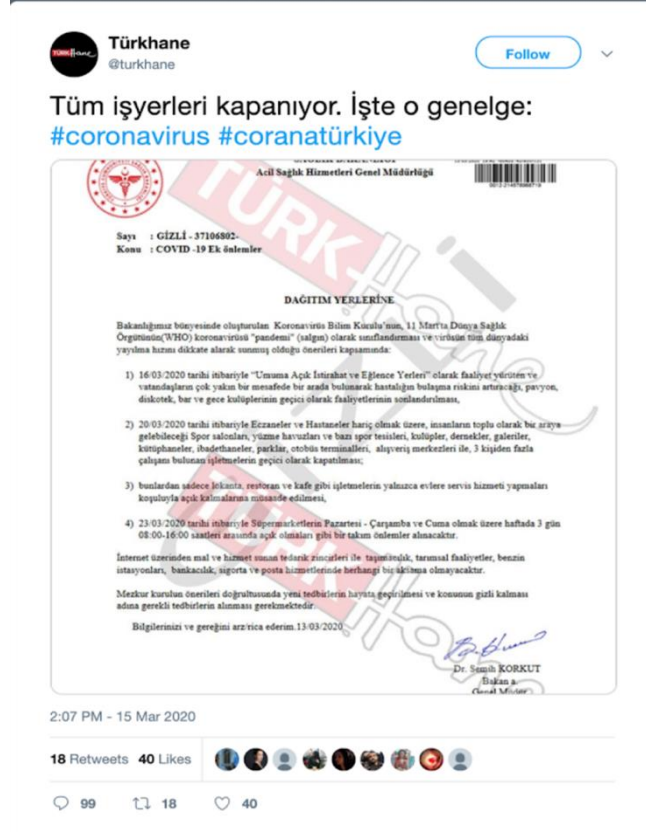 Türkhane
@turkhane
Follow
Tüm işyerleri kapanıyor. İşte o genelge:
#coronavirus #coranatürkiye
Acil Sağlık Hizmetleri Genel Müdürlüğü
Sayı : GİZLİ - 37106802-
Konu : COVID -19 Ek önlemler
DAĞITIM YERLERİNE
Bakanlığımız bünyesinde oluşturulan Koronavirüs Bilim Kurulu'nun, 11 Mart'ta Dünya Sağlık
Örgütünün(WHO) koronavirüsü "pandemi" (salgın) olarak sınıflandırması ve virüsün tüm dünyadaki
yayılma hızını dikkate alarak sunmuş olduğu önerileri kapsamında:
1) 16/03/2020 tarihi itibariyle "Umuma Açık İstirahat ve Eğlence Yerleri" olarak faaliyet yürüten ve
vatandaşların çok yakın bir mesafede bir arada bulunarak hastalığın bulaşma riskini artıracağı, pavyon,
diskotek, bar ve gece kulüplerinin geçici olarak faaliyetlerinin sonlandırılması,
2) 20/03/2020 tarihi itibariyle Eczaneler ve Hastaneler hariç olmak üzere, insanların toplu olarak bir araya
gelebileceği Spor salonları, yüzme havuzları ve bazı spor tesisleri, kulüpler, dernekler, galeriler,
kütüphaneler, ibadethaneler, parklar, otobüs terminalleri, alışveriş merkezleri ile, 3 kişiden fazla
çalışanı bulunan işletmelerin geçici olarak kapatılması;
3) bunlardan sadece lokanta, restoran ve kafe gibi işletmelerin yalnızca evlere servis hizmeti yapmaları
koşuluyla açık kalmalarına müsaade edilmesi,
4) 23/03/2020 tarihi itibariyle Süpermarketlerin Pazartesi - Çarşamba ve Cuma olmak üzere haftada 3 gün
08:00-16:00 saatleri arasında açık olmaları gibi bir takım önlemler alınacaktır.
İnternet üzerinden mal ve hizmet sunan tedarik zincirleri ile taşımacılık, tarımsal faaliyetler, benzin
istasyonları, bankacılık, sigorta ve posta hizmetlerinde herhangi bir aksama olmayacaktır.
Mezkur kurulun önerileri doğrultusunda yeni tedbirlerin hayata geçirilmesi ve konunun gizli kalması
adına gerekli tedbirlerin alınması gerekmektedir.
Bilgilerinizi ve gereğini arz/rica ederim.13/03/2020
Dr. Semih KORKUT
Bakan a.
Genel Müdür
TÜRK-Hane
TÜRK-Hane
2:07 PM - 15 Mar 2020
18 Retweets 40 Likes
99 18 40